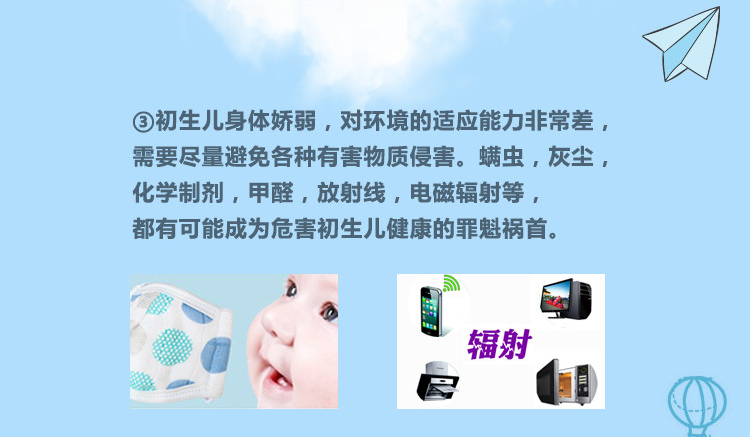 ③初生儿身体娇弱，对环境的适应能力非常差，
需要尽量避免各种有害物质侵害。螨虫，灰尘，
化学制剂，甲醛，放射线，电磁辐射等，
都有可能成为危害初生儿健康的罪魁祸首。
辐射